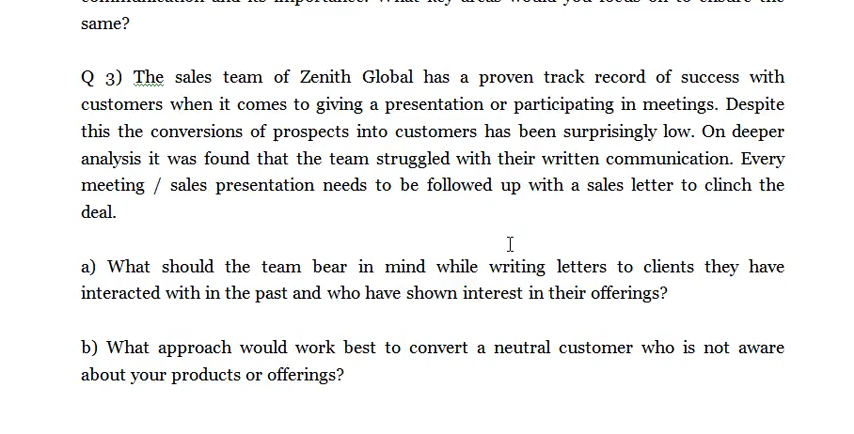 same?
Q 3) The sales team of Zenith Global has a proven track record of success with
customers when it comes to giving a presentation or participating in meetings. Despite
this the conversions of prospects into customers has been surprisingly low. On deeper
analysis it was found that the team struggled with their written communication. Every
meeting / sales presentation needs to be followed up with a sales letter to clinch the
deal.
a) What should the team bear in mind while writing letters to clients they have
interacted with in the past and who have shown interest in their offerings?
b) What approach would work best to convert a neutral customer who is not aware
about your products or offerings?